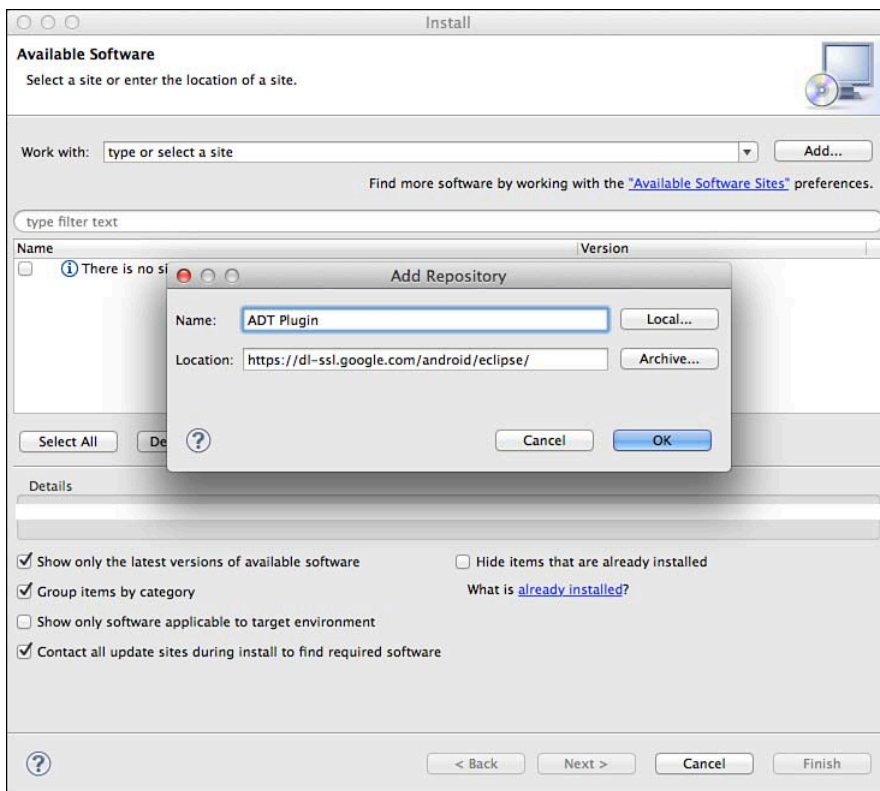 Install
Available Software
Select a site or enter the location of a site.
Work with: type or select a site Add...
Find more software by working with the "Available Software Sites" preferences.
type filter text
Name Version
There is no si
Add Repository
Name: ADT Plugin Local...
Location: https://dl-ssl.google.com/android/eclipse/ Archive...
? Cancel OK
Select All De
Details
Show only the latest versions of available software Hide items that are already installed
Group items by category What is already installed?
Show only software applicable to target environment
Contact all update sites during install to find required software
? < Back Next > Cancel Finish